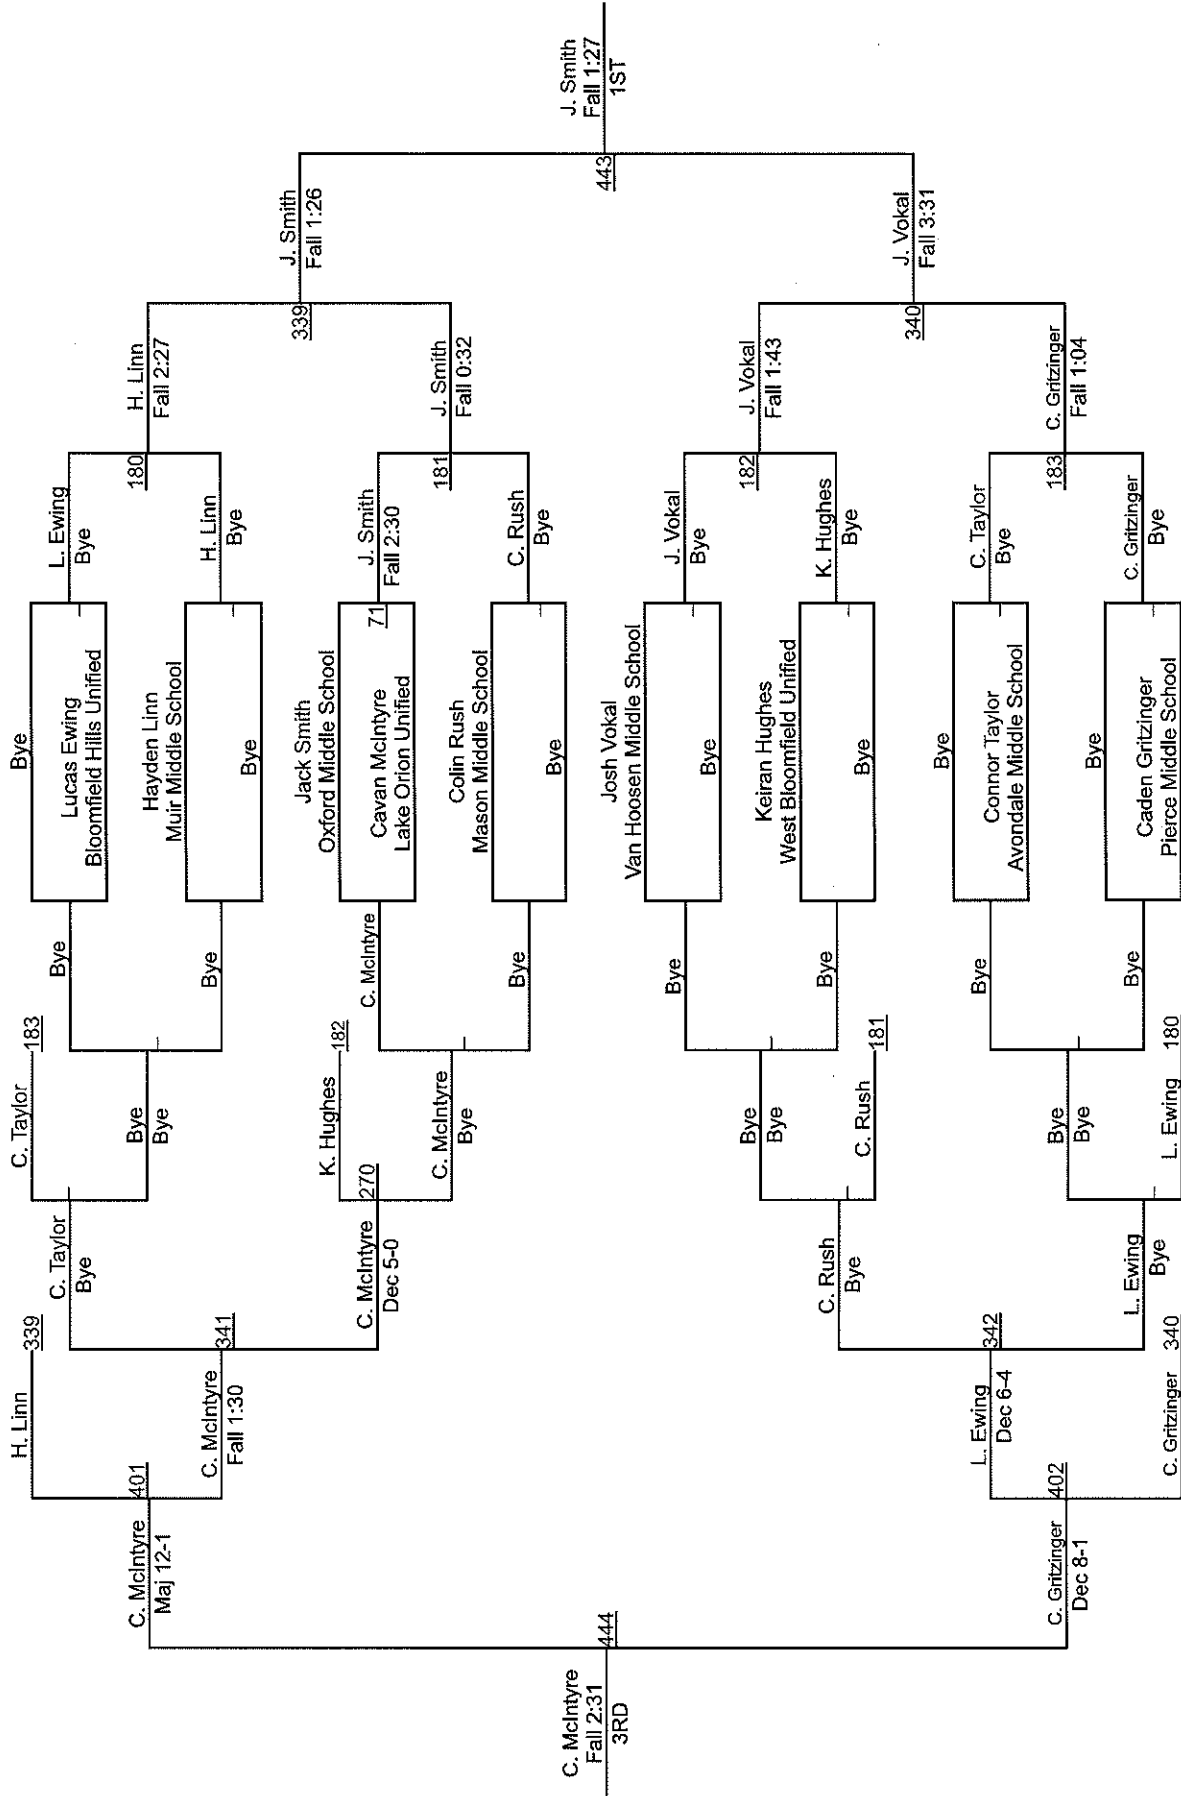 Bye
Lucas Ewing
Bloomfield Hills Unified
Hayden Linn
Muir Middle School
Bye
Jack Smith
Oxford Middle School
Cavan McIntyre
Lake Orion Unified
71
Colin Rush
Mason Middle School
Bye
Josh Vokal
Van Hoosen Middle School
Bye
Keiran Hughes
West Bloomfield Unified
Bye
Bye
Connor Taylor
Avondale Middle School
Bye
Caden Gritzinger
Pierce Middle School
L. Ewing
Bye
180
H. Linn
Bye
J. Smith
Fall 2:30
181
C. Rush
Bye
J. Vokal
Bye
182
K. Hughes
Bye
C. Taylor
Bye
183
C. Gritzinger
Bye
H. Linn
Fall 2:27
339
J. Smith
Fall 0:32
J. Vokal
Fall 1:43
340
C. Gritzinger
Fall 1:04
J. Smith
Fall 1:26
443
J. Vokal
Fall 3:31
J. Smith
Fall 1:27
1ST
Bye
Bye
C. McIntyre
Bye
Bye
Bye
Bye
Bye
C. Taylor
183
Bye
Bye
K. Hughes
182
C. McIntyre
Bye
Bye
Bye
C. Rush
181
Bye
Bye
L. Ewing
180
C. Taylor
Bye
270
C. McIntyre
Dec 5-0
C. Rush
Bye
L. Ewing
Bye
H. Linn
339
341
C. McIntyre
Fall 1:30
342
L. Ewing
Dec 6-4
C. Gritzinger
340
401
C. McIntyre
Maj 12-1
402
C. Gritzinger
Dec 8-1
444
C. McIntyre
Fall 2:31
3RD